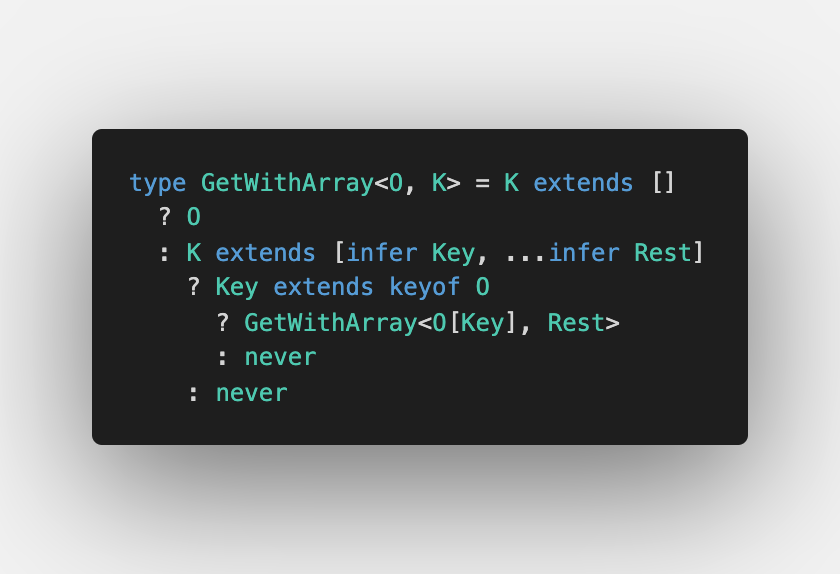 type GetWithArray<O, K> = K extends []
  ? O
  : K extends [infer Key, ...infer Rest]
    ? Key extends keyof O
      ? GetWithArray<O[Key], Rest>
      : never
    : never